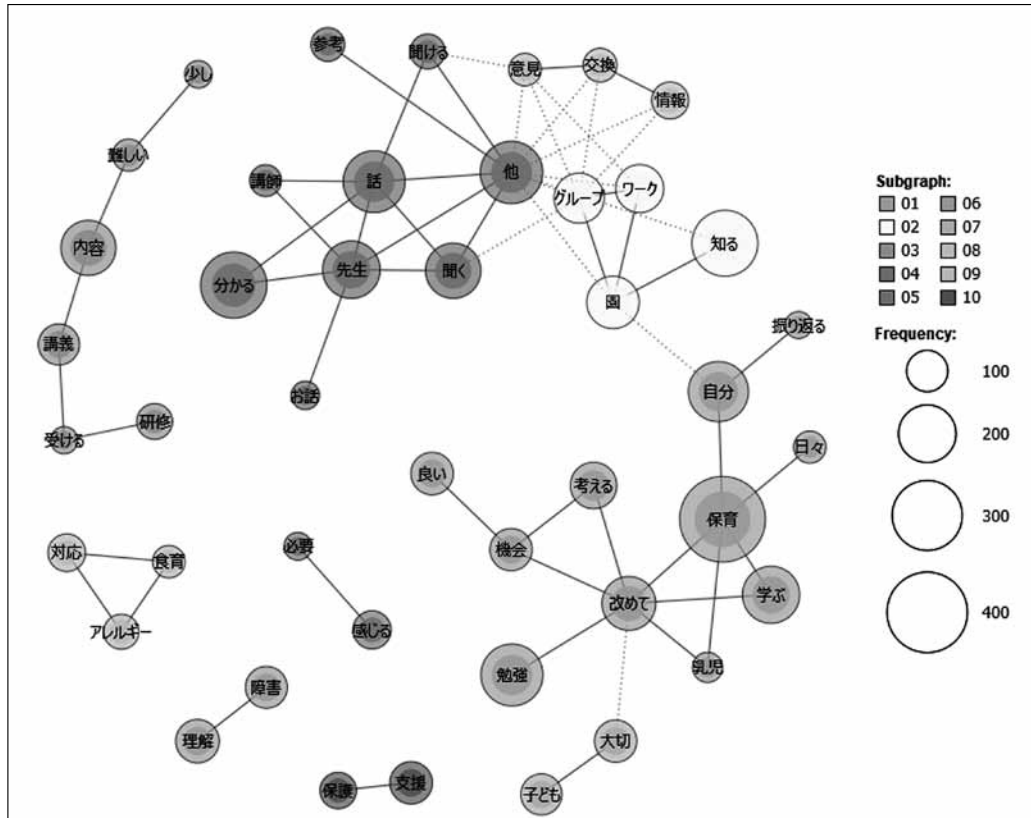 参考
聞ける
意見
交換
少し
情報
難しい
講師
話
他
グループ
ワーク
知る
内容
分かる
先生
聞く
園
講義
お話
振り返る
自分
受ける
研修
日々
良い
考える
保育
機会
対応
食育
必要
改めて
学ぶ
アレルギー
感じる
乳児
勉強
障害
理解
大切
保護
支援
子ども
Subgraph:
01 06
02 07
03 08
04 09
05 10
Frequency:
100
200
300
400